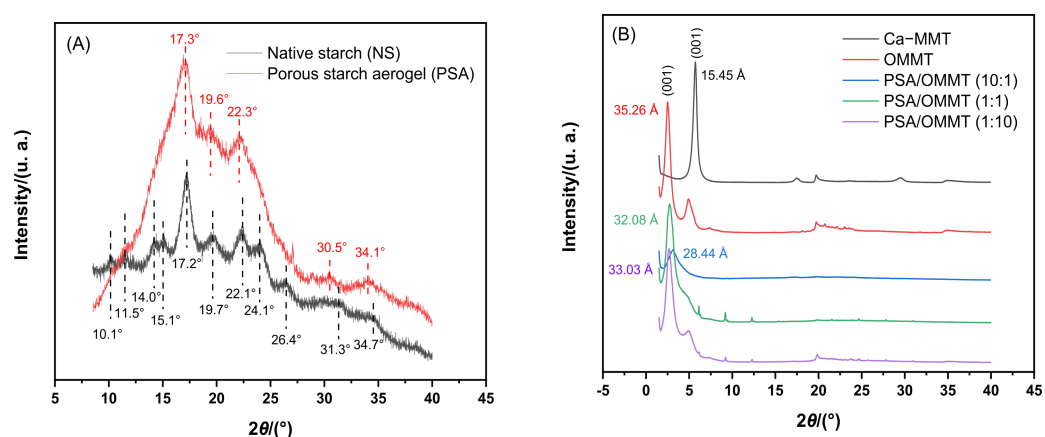 (A)
17.3°
Native starch (NS)
Porous starch aerogel (PSA)
19.6°
22.3°
30.5°
34.1°
17.2°
14.0°
11.5°
15.1°
10.1°
19.7°
22.1°
24.1°
26.4°
31.3°
34.7°
Intensity/(u. a.)
5 10 15 20 25 30 35 40 45
2θ/(°)
(B)
(001)
(001)
15.45 Å
35.26 Å
Ca−MMT
OMMT
PSA/OMMT (10:1)
PSA/OMMT (1:1)
PSA/OMMT (1:10)
32.08 Å
28.44 Å
33.03 Å
Intensity/(u. a.)
-5 0 5 10 15 20 25 30 35 40 45
2θ/(°)